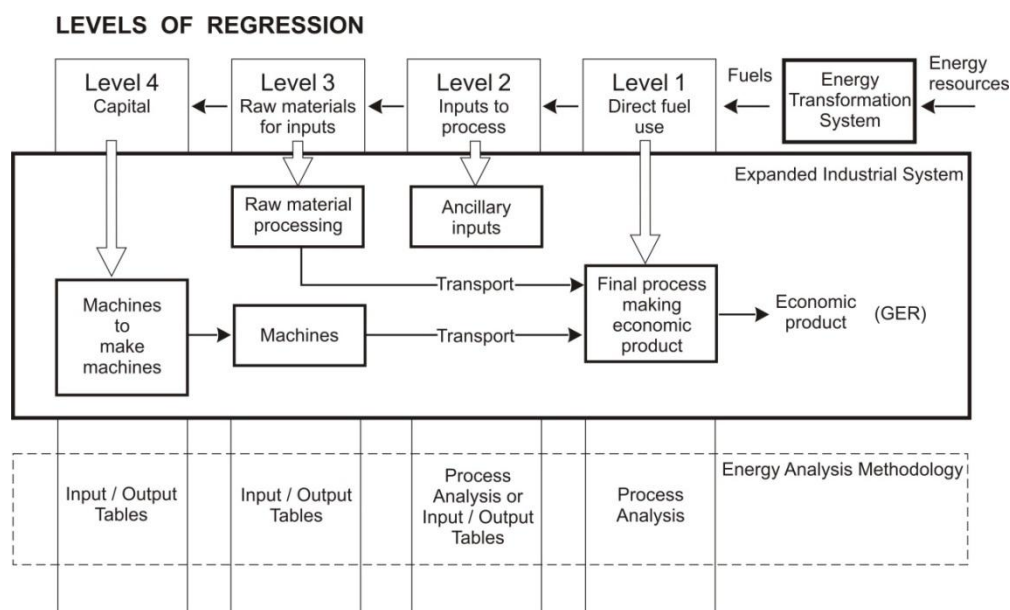 LEVELS OF REGRESSION
Level 4
Capital
Level 3
Raw materials
for inputs
Level 2
Inputs to
process
Level 1
Direct fuel
use
Fuels
Energy
Transformation
System
Energy
resources
Expanded Industrial System
Raw material
processing
Ancillary
inputs
Transport
Machines
to
make
machines
Machines
Transport
Final process
making
economic
product
Economic
product
(GER)
Energy Analysis Methodology
Input / Output
Tables
Input / Output
Tables
Process
Analysis or
Input / Output
Tables
Process
Analysis